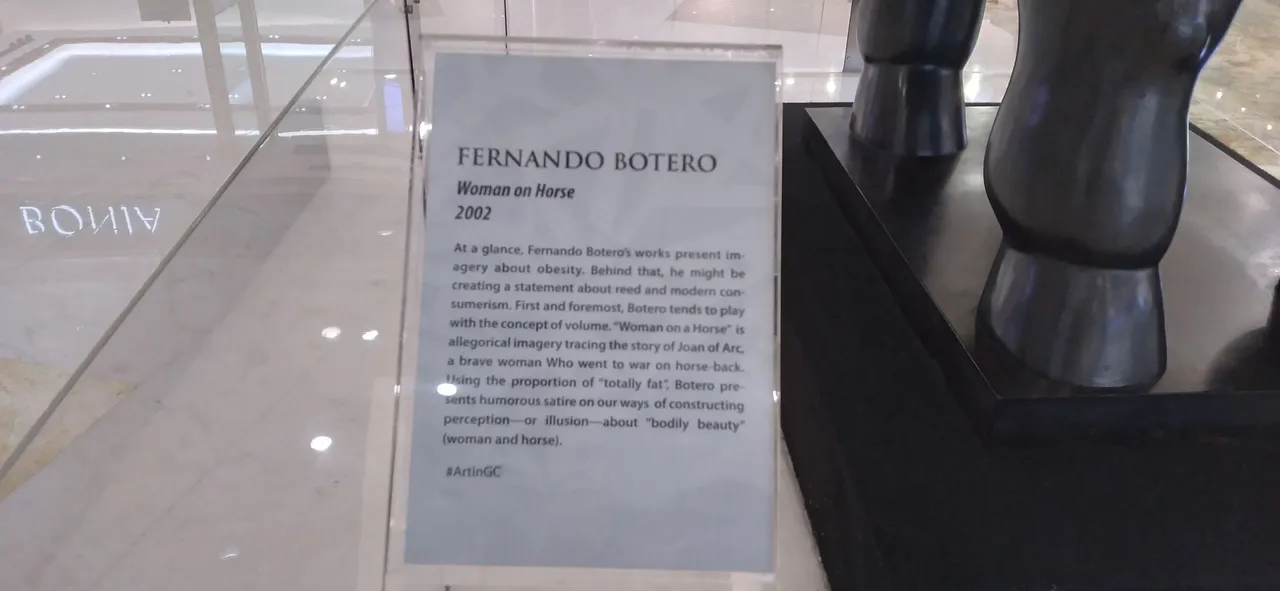 BONIA
FERNANDO BOTERO
Woman on Horse
2002
At a glance, Fernando Botero's works present im-
agery about obesity. Behind that, he might be
creating a statement about reed and modern con-
sumerism. First and foremost, Botero tends to play
with the concept of volume. "Woman on a Horse" is
allegorical imagery tracing the story of Joan of Arc,
a brave woman Who went to war on horse-back.
Using the proportion of "totally fat", Botero pre-
sents humorous satire on our ways of constructing
perception—or illusion—about "bodily beauty"
(woman and horse).
#ArtinGC